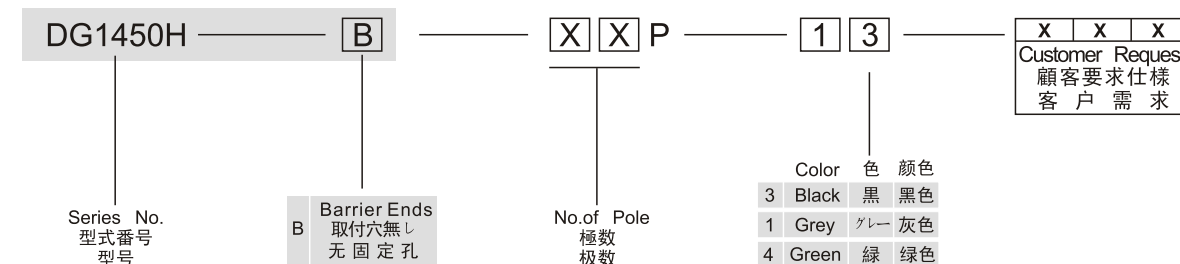 DG1450H B X X P 1 3
X X X
Customer Reques
顧客要求仕様
客户需求
Series No.
型式番号
型号
B Barrier Ends
取付穴無し
无固定孔
No.of Pole
極数
极数
Color 色 颜色
3 Black 黒 黑色
1 Grey グレー 灰色
4 Green 緑 绿色